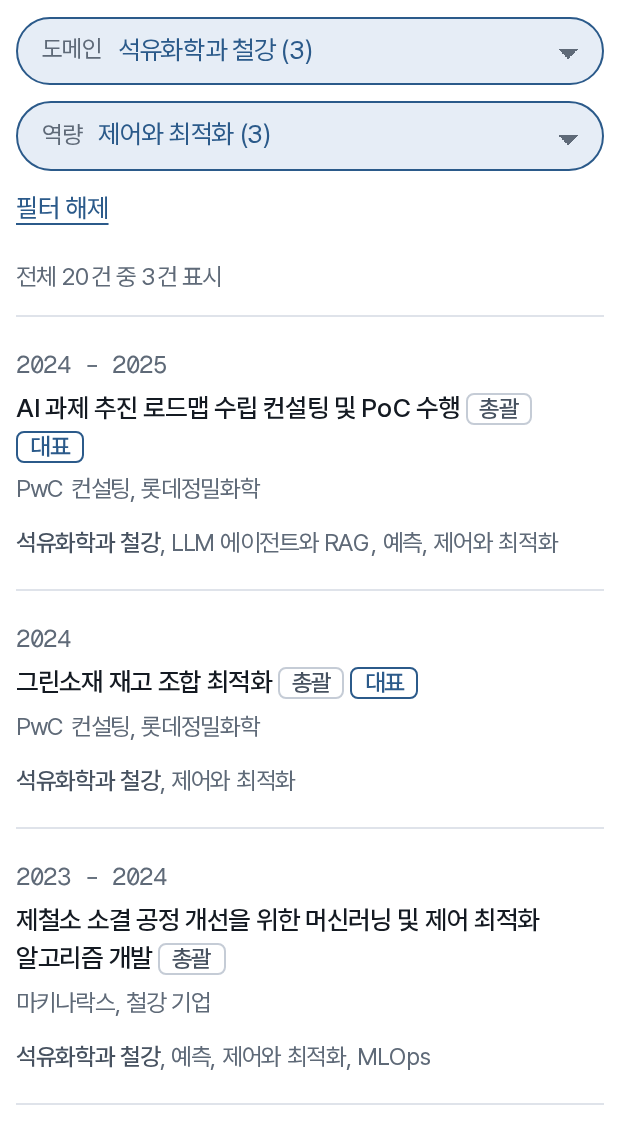 도메인 석유화학과 철강 (3)
역량 제어와 최적화 (3)
필터 해제
전체 20건 중 3건 표시
2024 – 2025
AI 과제 추진 로드맵 수립 컨설팅 및 PoC 수행 총괄
대표
PwC 컨설팅, 롯데정밀화학
석유화학과 철강, LLM 에이전트와 RAG, 예측, 제어와 최적화
2024
그린소재 재고 조합 최적화 총괄 대표
PwC 컨설팅, 롯데정밀화학
석유화학과 철강, 제어와 최적화
2023 – 2024
제철소 소결 공정 개선을 위한 머신러닝 및 제어 최적화
알고리즘 개발 총괄
마키나락스, 철강 기업
석유화학과 철강, 예측, 제어와 최적화, MLOps